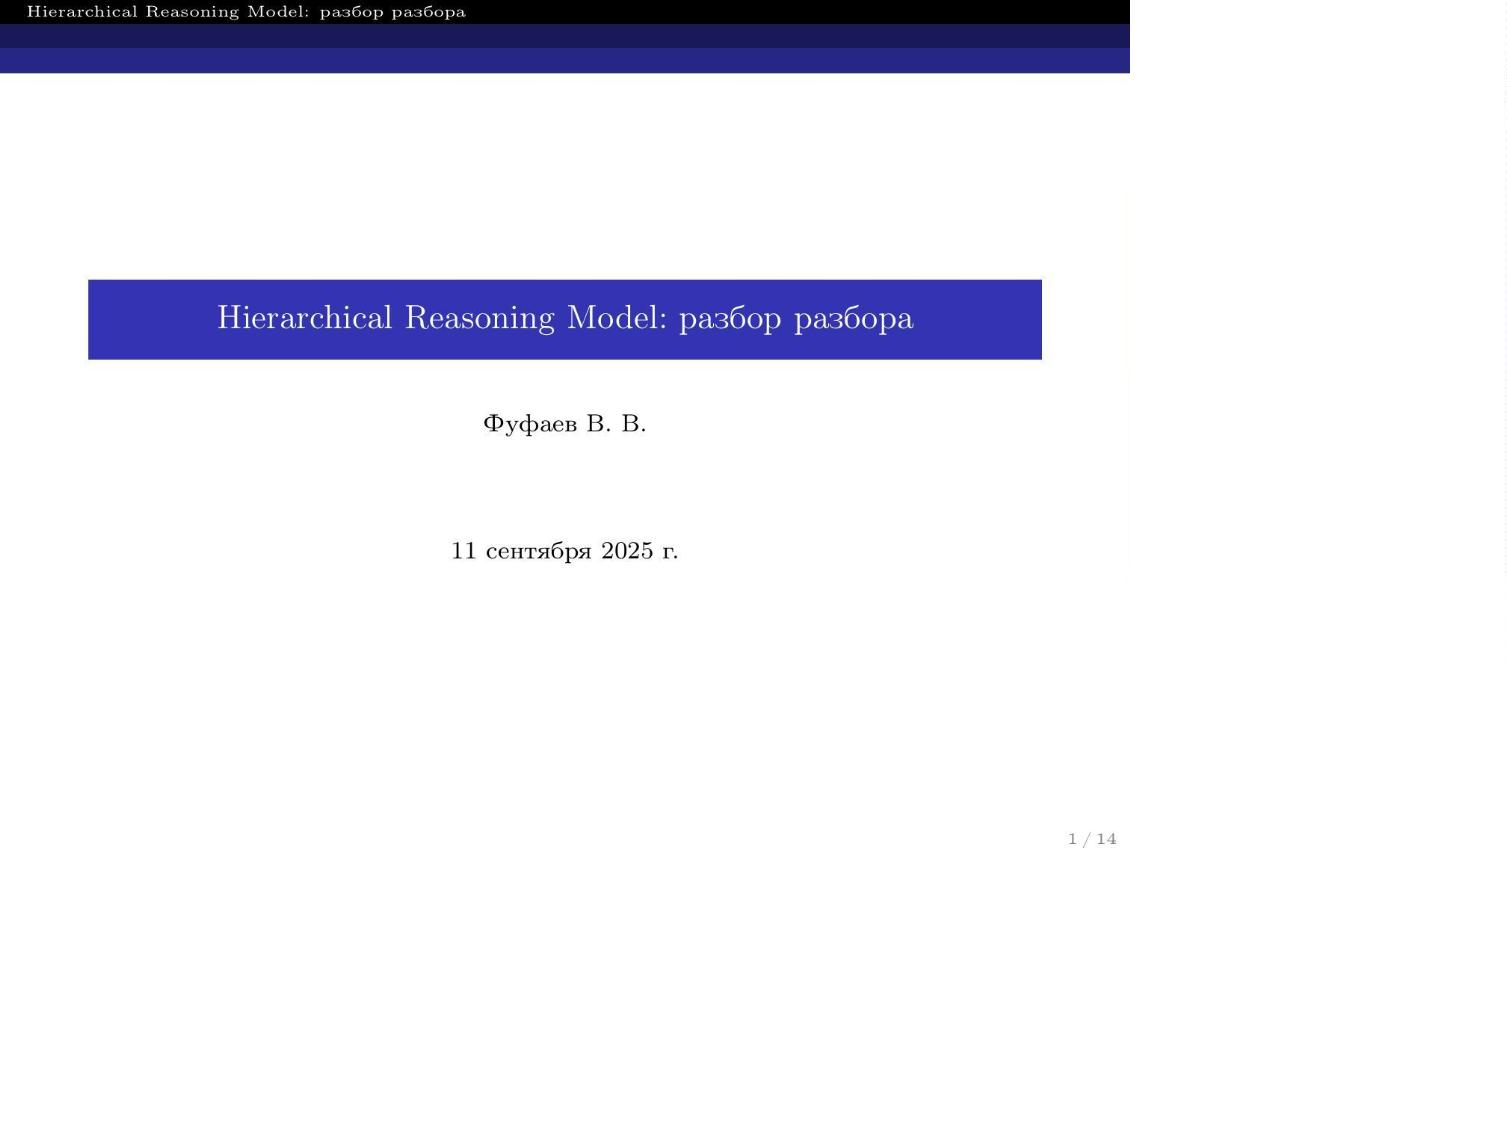 Hierarchical Reasoning Model: разбор разбора
Hierarchical Reasoning Model: разбор разбора
Фуфаев В. В.
11 сентября 2025 г.
1 / 14